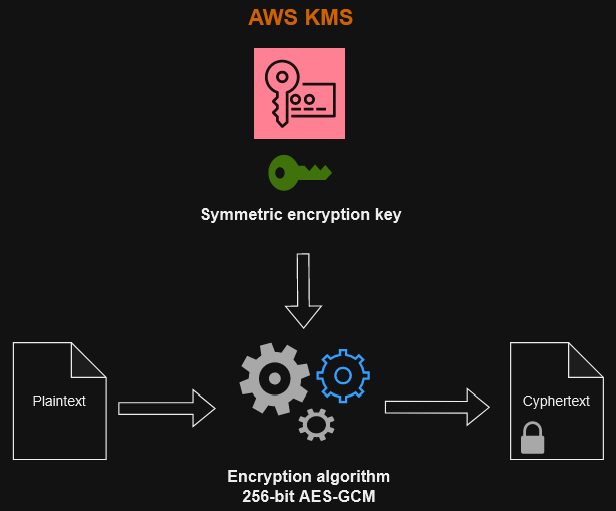 AWS KMS
Symmetric encryption key
Plaintext
Cyphertext
Encryption algorithm
256-bit AES-GCM